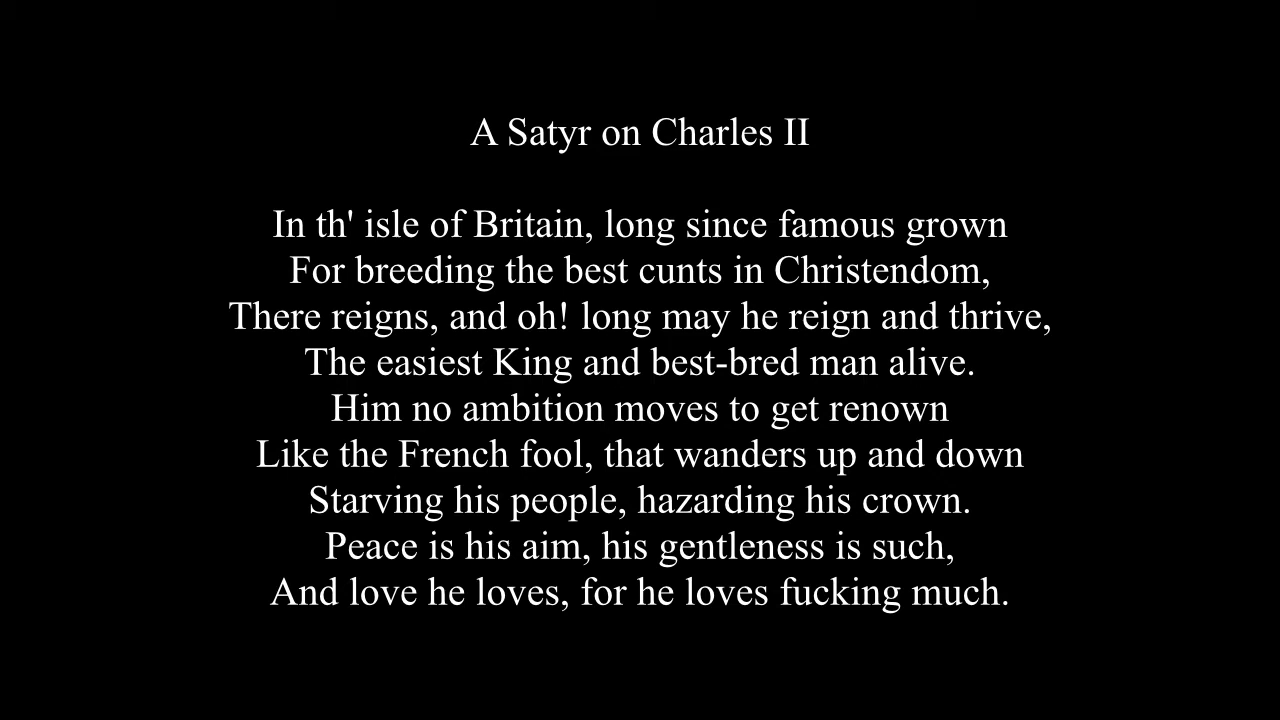 A Satyr on Charles II
In th' isle of Britain, long since famous grown
For breeding the best cunts in Christendom,
There reigns, and oh! long may he reign and thrive,
The easiest King and best-bred man alive.
Him no ambition moves to get renown
Like the French fool, that wanders up and down
Starving his people, hazarding his crown.
Peace is his aim, his gentleness is such,
And love he loves, for he loves fucking much.